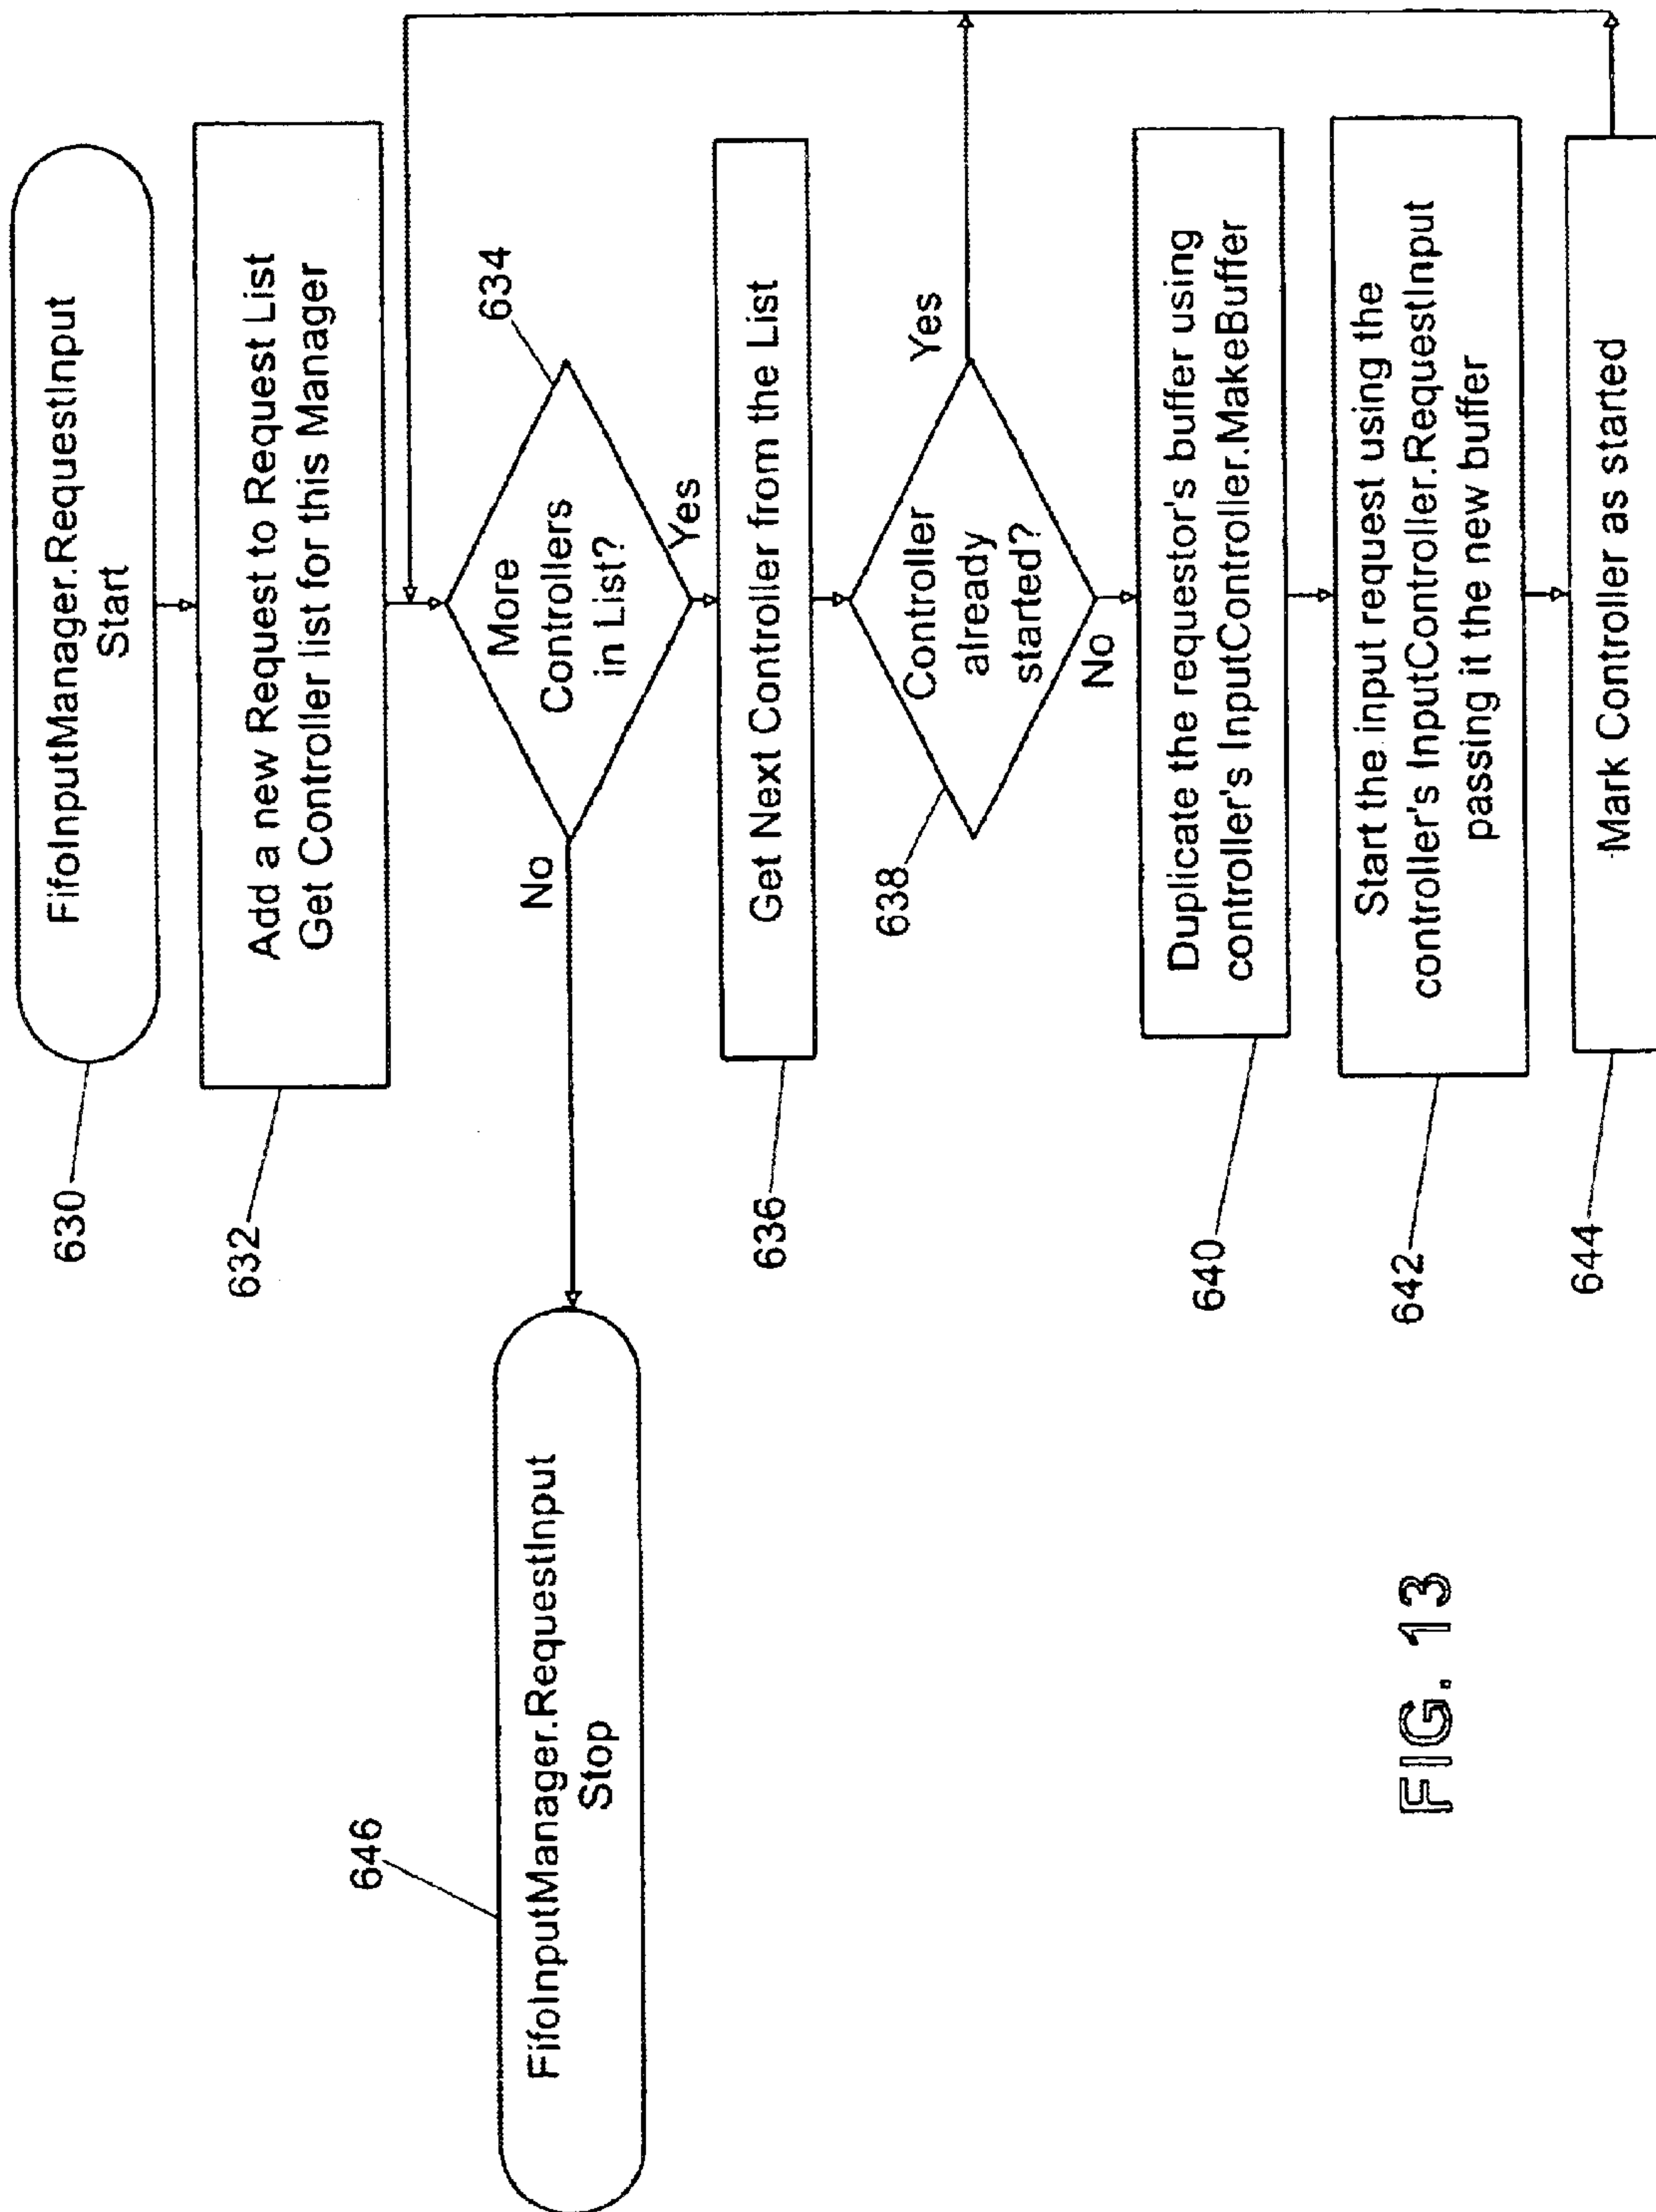 FifoInputManager.RequestInput
Start
630
Add a new Request to Request List
Get Controller list for this Manager
632
More
Controllers
in List?
634
No
Yes
FifoInputManager.RequestInput
Stop
646
Get Next Controller from the List
636
Controller
already
started?
638
Yes
No
Duplicate the requestor's buffer using
controller's InputController.MakeBuffer
640
Start the input request using the
controller's InputController.RequestInput
passing it the new buffer
642
Mark Controller as started
644
FIG. 13